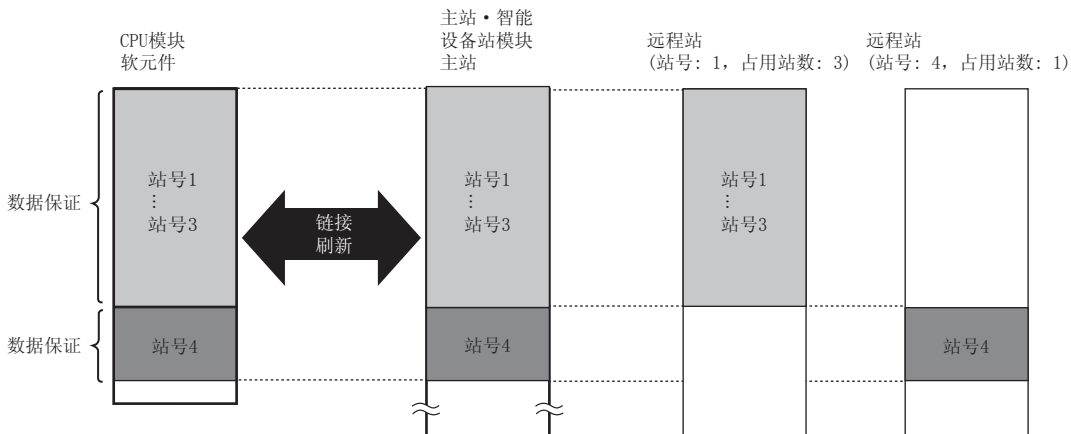 CPU模块
软元件
主站·智能
设备站模块
主站
远程站
(站号: 1, 占用站数: 3)
远程站
(站号: 4, 占用站数: 1)
数据保证
站号1
⋮
站号3
链接
刷新
站号1
⋮
站号3
站号1
⋮
站号3
数据保证
站号4
站号4
站号4